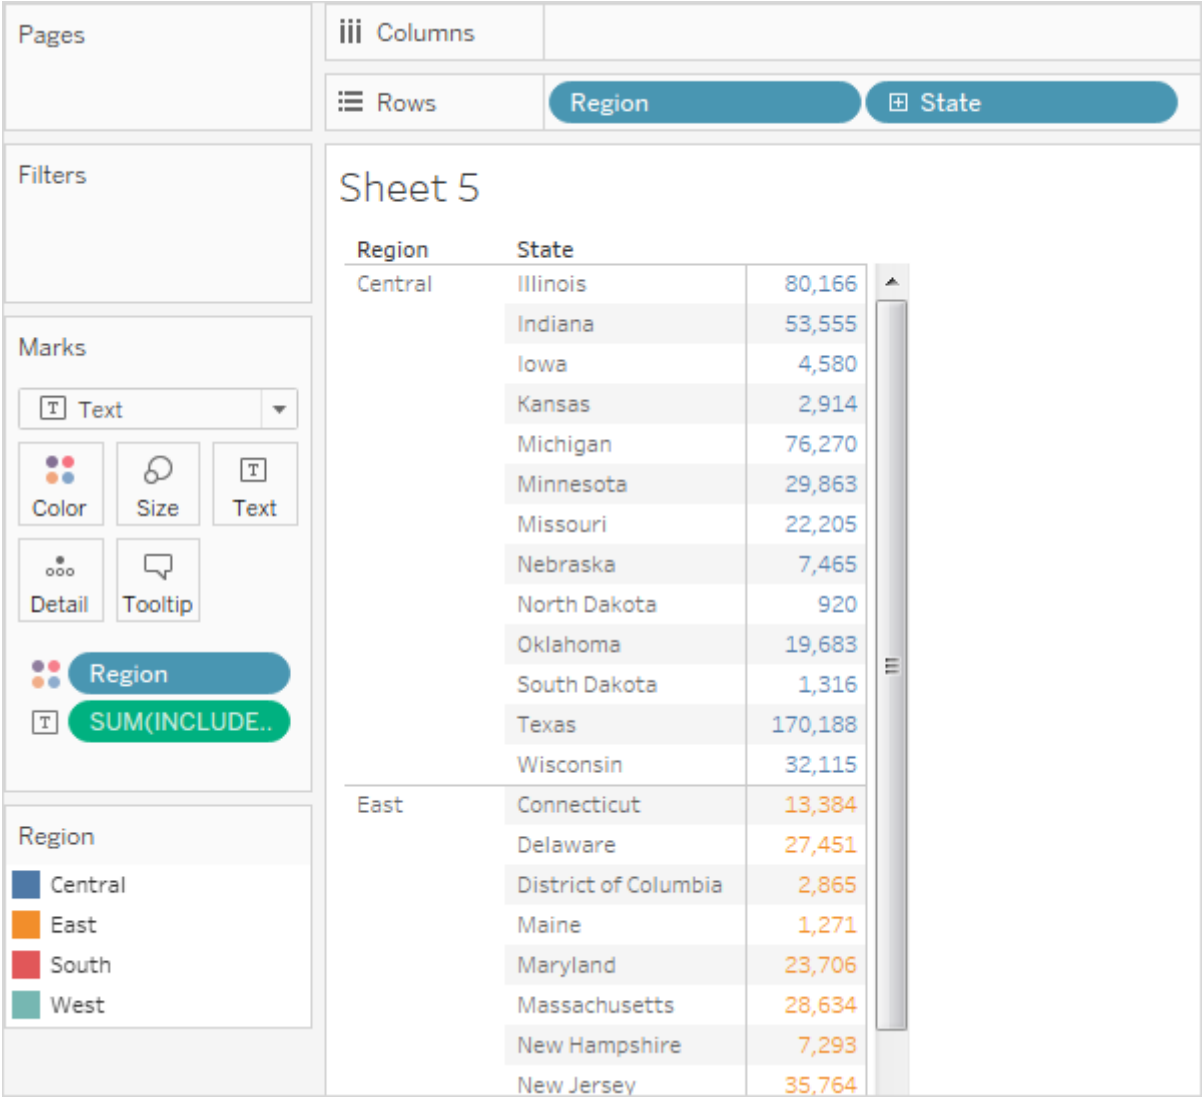 Pages
Columns
Rows Region State
Filters
Sheet 5
Region State
Central Illinois 80,166
Indiana 53,555
Iowa 4,580
Kansas 2,914
Michigan 76,270
Minnesota 29,863
Missouri 22,205
Nebraska 7,465
North Dakota 920
Oklahoma 19,683
South Dakota 1,316
Texas 170,188
Wisconsin 32,115
East Connecticut 13,384
Delaware 27,451
District of Columbia 2,865
Maine 1,271
Maryland 23,706
Massachusetts 28,634
New Hampshire 7,293
New Jersey 35,764
Marks
T Text
Color Size T Text
Detail Tooltip
Region
T SUM(INCLUDE..
Region
Central
East
South
West